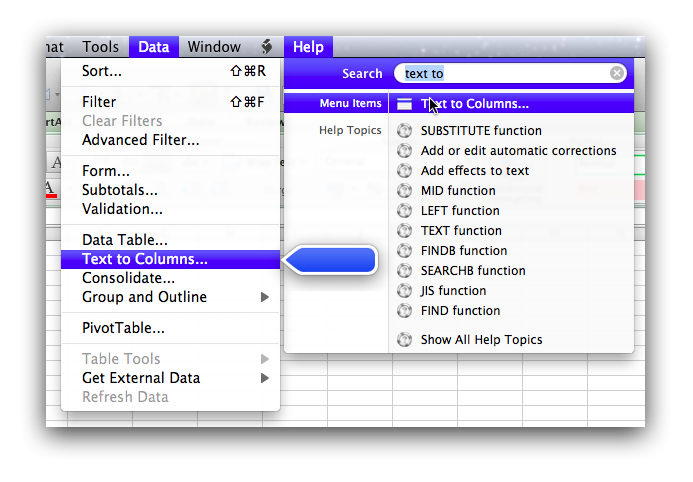 mat Tools Data Window Help
Sort... ⇧⌘R
Filter ⇧⌘F
Clear Filters
Advanced Filter...
Form...
Subtotals...
Validation...
Data Table...
Text to Columns...
Consolidate...
Group and Outline
PivotTable...
Table Tools
Get External Data
Refresh Data
Search text to
Menu Items
Text to Columns...
Help Topics
SUBSTITUTE function
Add or edit automatic corrections
Add effects to text
MID function
LEFT function
TEXT function
FINDB function
SEARCHB function
JIS function
FIND function
Show All Help Topics